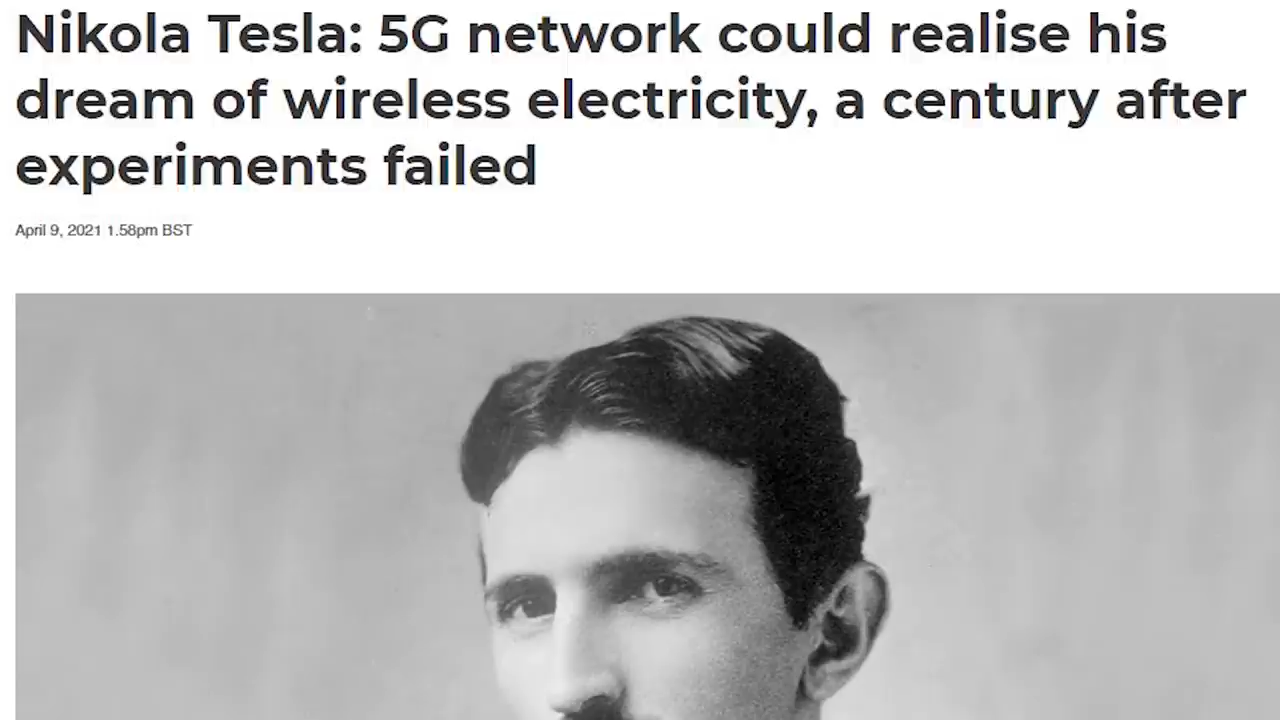 Nikola Tesla: 5G network could realise his
dream of wireless electricity, a century after
experiments failed
April 9, 2021 1.58pm BST